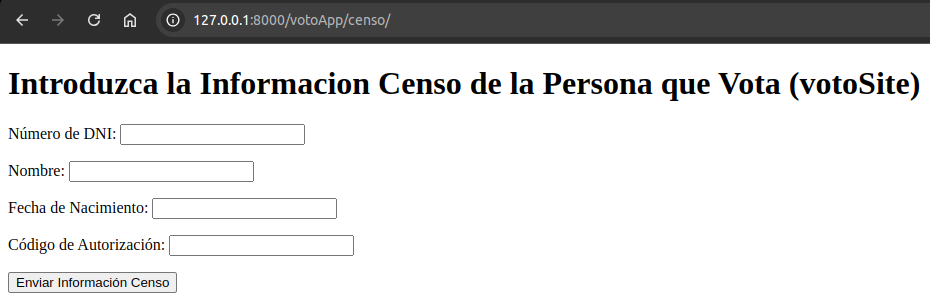 127.0.0.1:8000/votoApp/censo/
Introduzca la Informacion Censo de la Persona que Vota (votoSite)
Número de DNI:
Nombre:
Fecha de Nacimiento:
Código de Autorización:
Enviar Información Censo